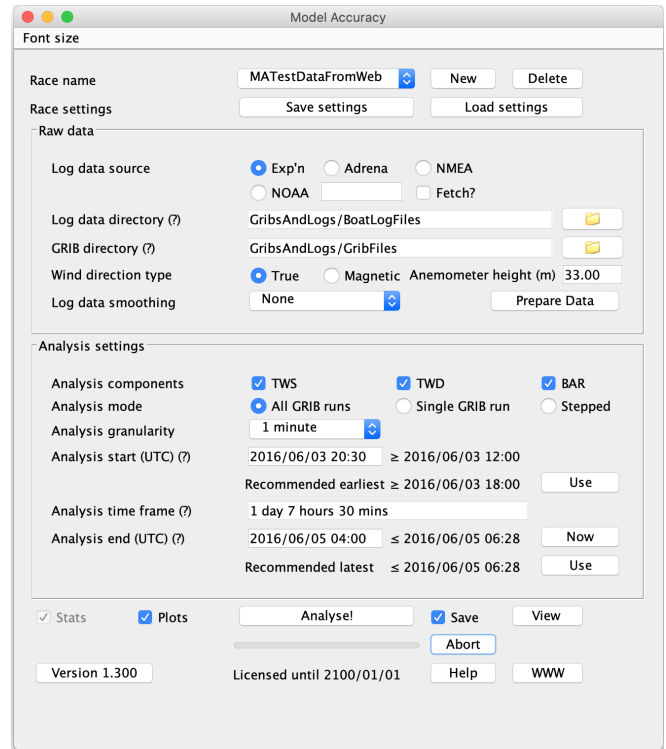 Model Accuracy
Font size
Race name MATestDataFromWeb New Delete
Race settings Save settings Load settings
Raw data
Log data source Exp'n Adrena NMEA
NOAA Fetch?
Log data directory (?) GribsAndLogs/BoatLogFiles
GRIB directory (?) GribsAndLogs/GribFiles
Wind direction type True Magnetic Anemometer height (m) 33.00
Log data smoothing None Prepare Data
Analysis settings
Analysis components TWS TWD BAR
Analysis mode All GRIB runs Single GRIB run Stepped
Analysis granularity 1 minute
Analysis start (UTC) (?) 2016/06/03 20:30 ≥ 2016/06/03 12:00
Recommended earliest ≥ 2016/06/03 18:00 Use
Analysis time frame (?) 1 day 7 hours 30 mins
Analysis end (UTC) (?) 2016/06/05 04:00 ≤ 2016/06/05 06:28 Now
Recommended latest ≤ 2016/06/05 06:28 Use
Stats Plots Analyse! Save View
Abort
Version 1.300 Licensed until 2100/01/01 Help WWW